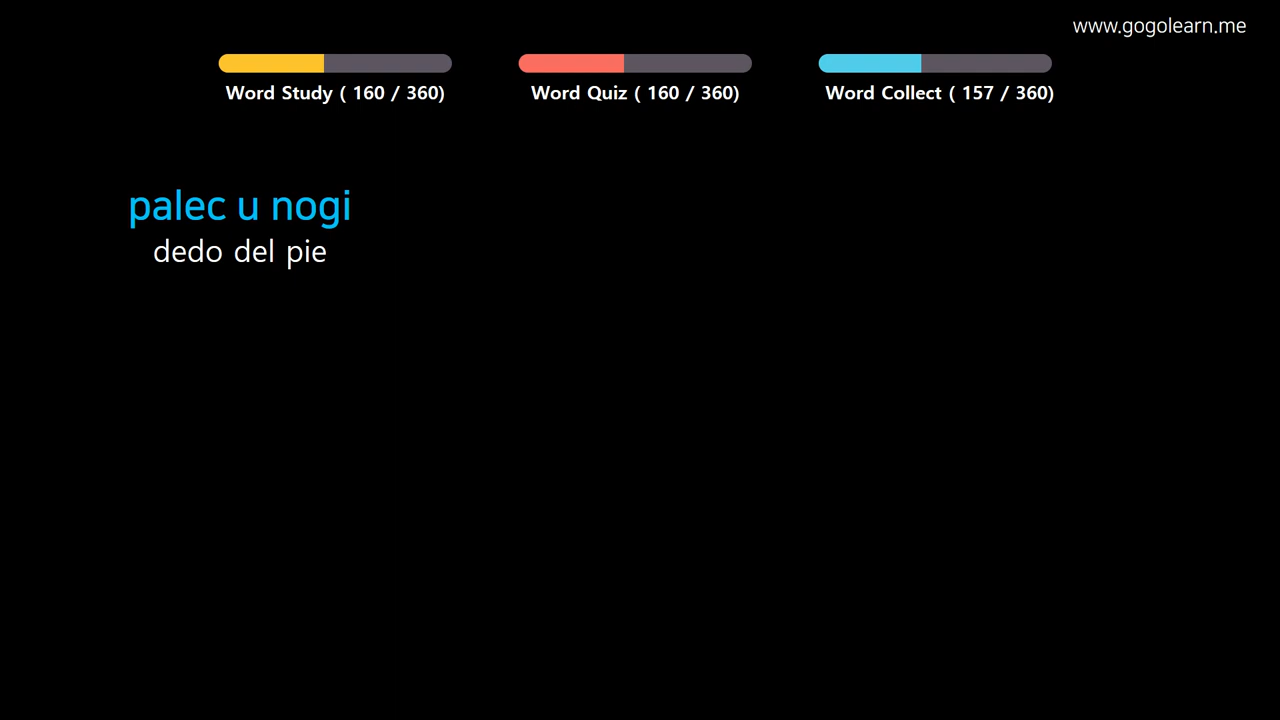 www.gogolearn.me
Word Study ( 160 / 360)
Word Quiz ( 160 / 360)
Word Collect ( 157 / 360)
palec u nogi
dedo del pie